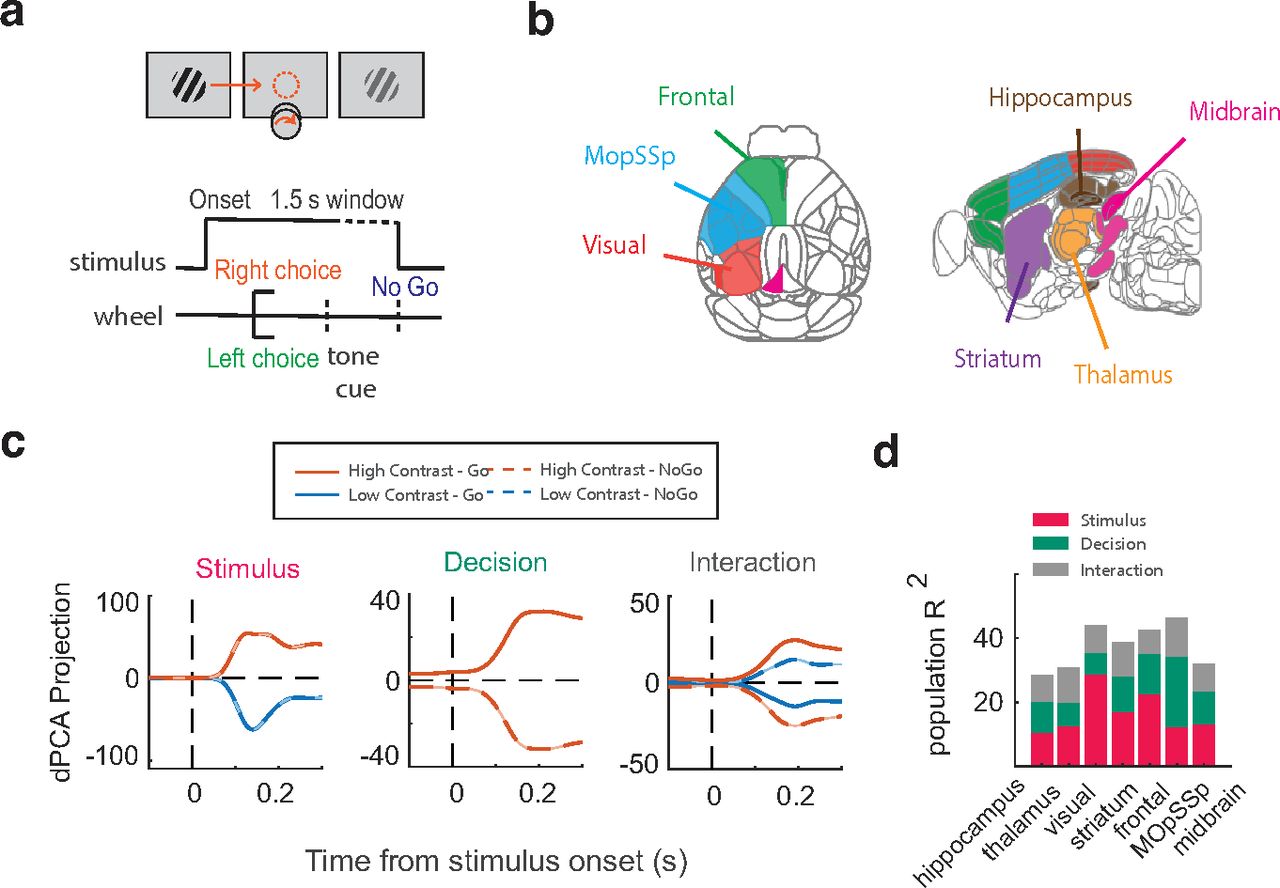 a
Onset 1.5 s window
stimulus
Right choice
No Go
wheel
Left choice
tone
cue
b
Frontal
MopSSp
Visual
Hippocampus
Midbrain
Striatum
Thalamus
c
High Contrast - Go
High Contrast - NoGo
Low Contrast - Go
Low Contrast - NoGo
Stimulus
Decision
Interaction
dPCA Projection
100
0
-100
0
0.2
40
0
-40
0
0.2
50
0
-50
0
0.2
Time from stimulus onset (s)
d
Stimulus
Decision
Interaction
population R 2
40
20
hippocampus
thalamus
visual
striatum
frontal
MOpSSp
midbrain